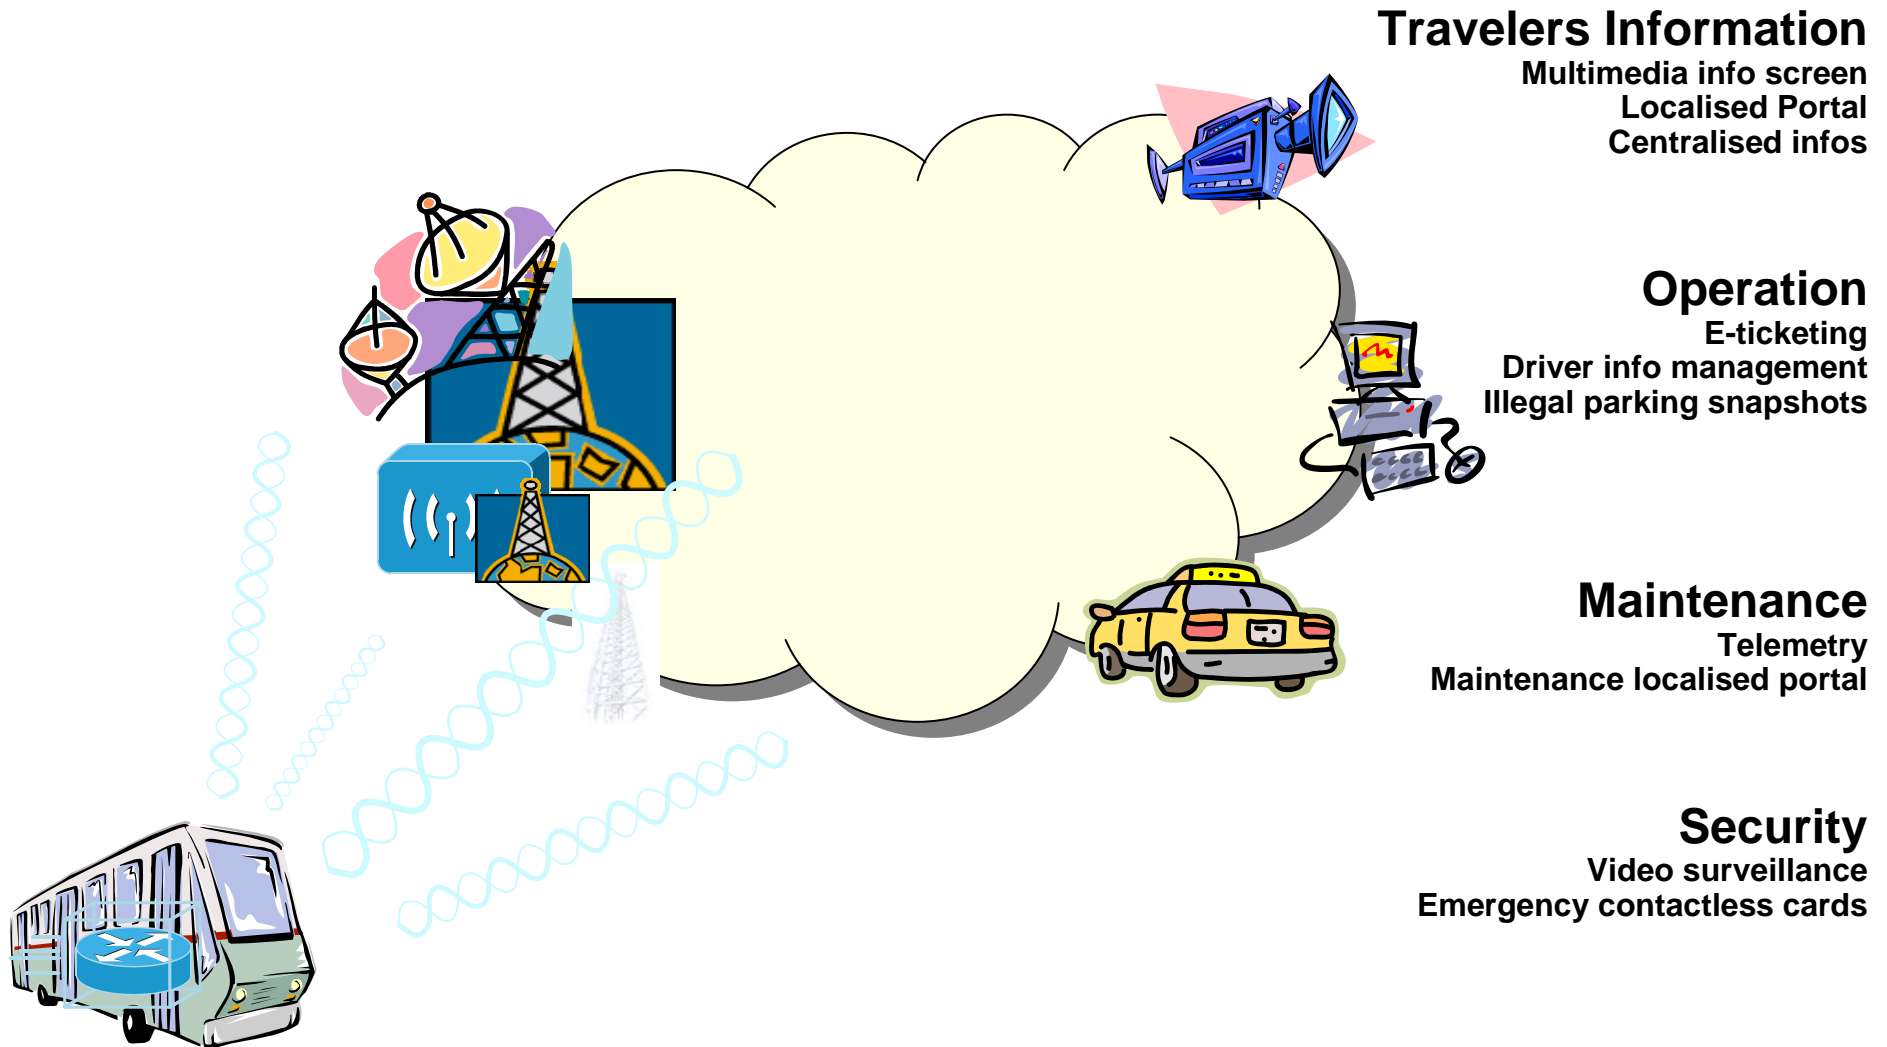 Travelers Information
Multimedia info screen
Localised Portal
Centralised infos
Operation
E-ticketing
Driver info management
Illegal parking snapshots
Maintenance
Telemetry
Maintenance localised portal
Security
Video surveillance
Emergency contactless cards